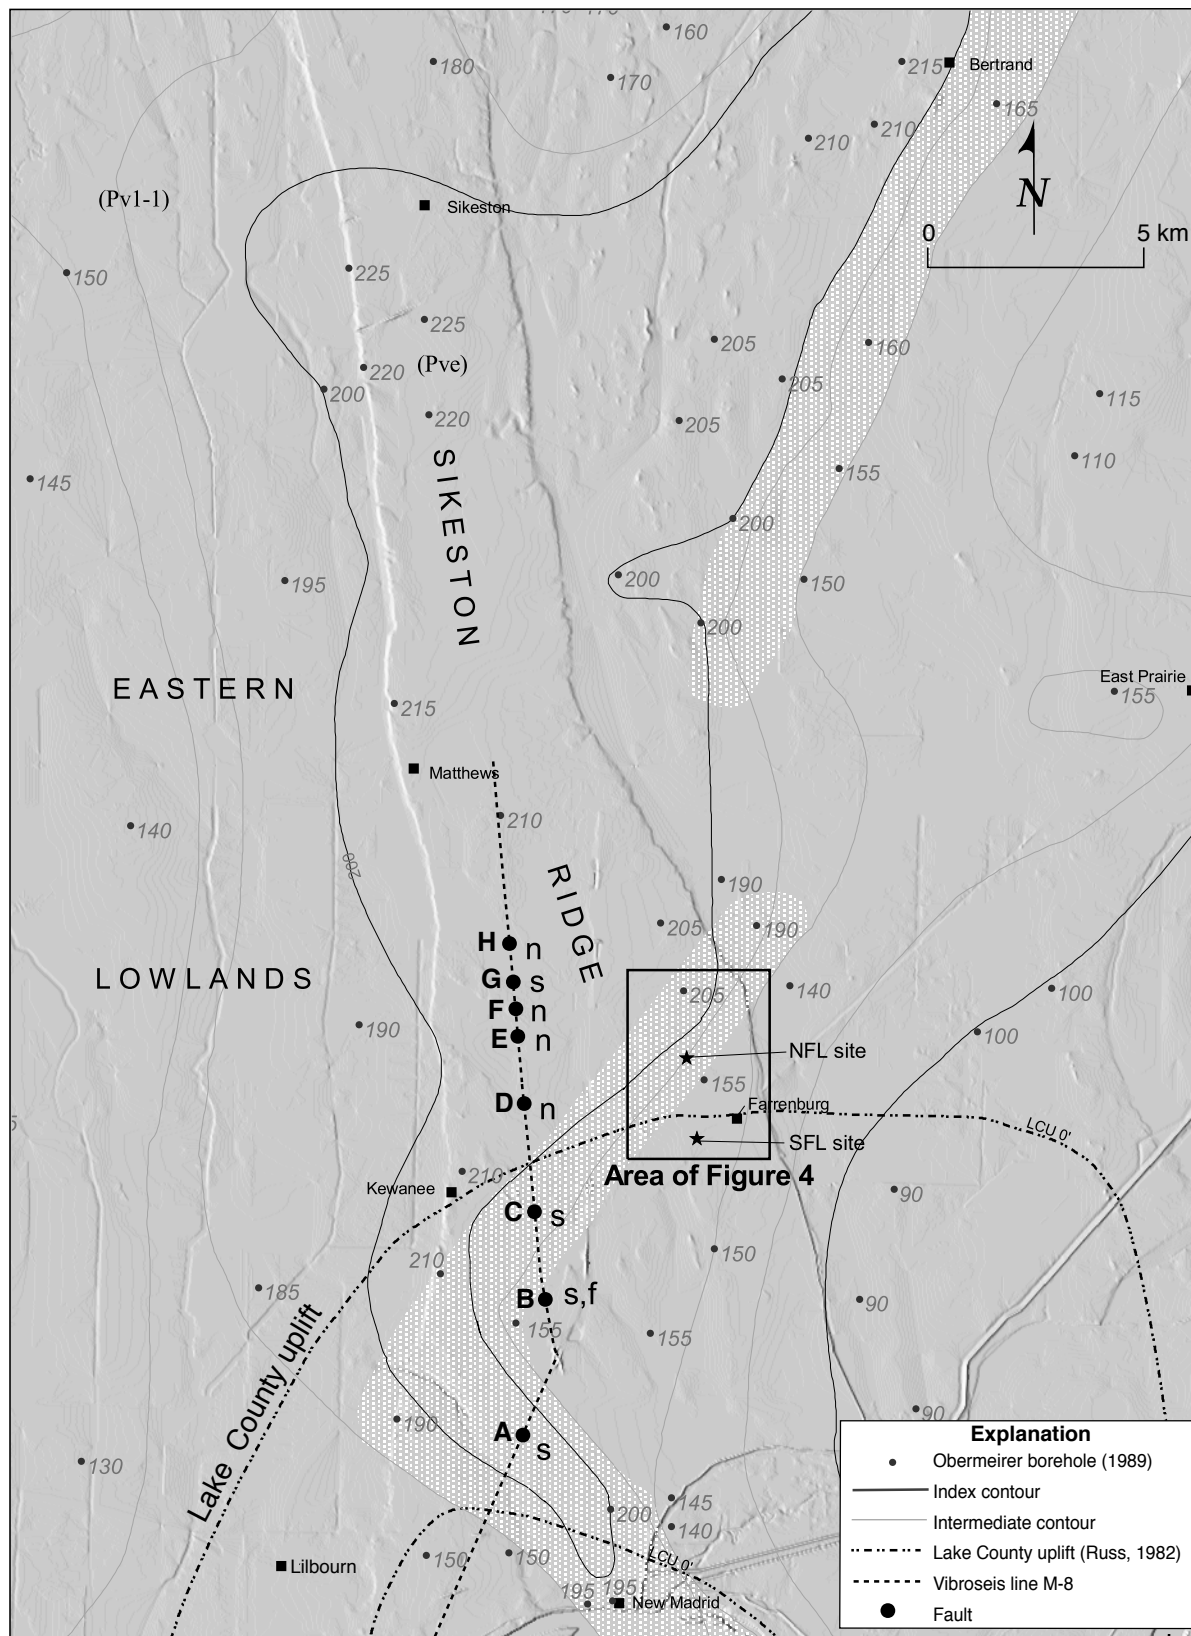 160
180
170
215
Bertrand
165
210
210
N
(Pv1-1)
Sikeston
0
5 km
150
225
225
205
160
220
(Pve)
205
200
115
220
205
110
145
155
SIKESTON
200
200
150
195
200
EASTERN
East Prairie
155
215
Matthews
210
140
200
RIDGE
190
205
190
H n
LOWLANDS
G s
205
140
100
F n
190
E n
100
NFL site
155
D n
Farrenburg
LCU 0'
SFL site
Area of Figure 4
210
Kewanee
90
C s
150
210
185
B s,f
90
155
155
Lake County uplift
190
90
A s
130
145
200
140
150
150
LCU 0'
Lilbourn
195
195
New Madrid
Explanation
Obermeirer borehole (1989)
Index contour
Intermediate contour
Lake County uplift (Russ, 1982)
Vibroseis line M-8
Fault